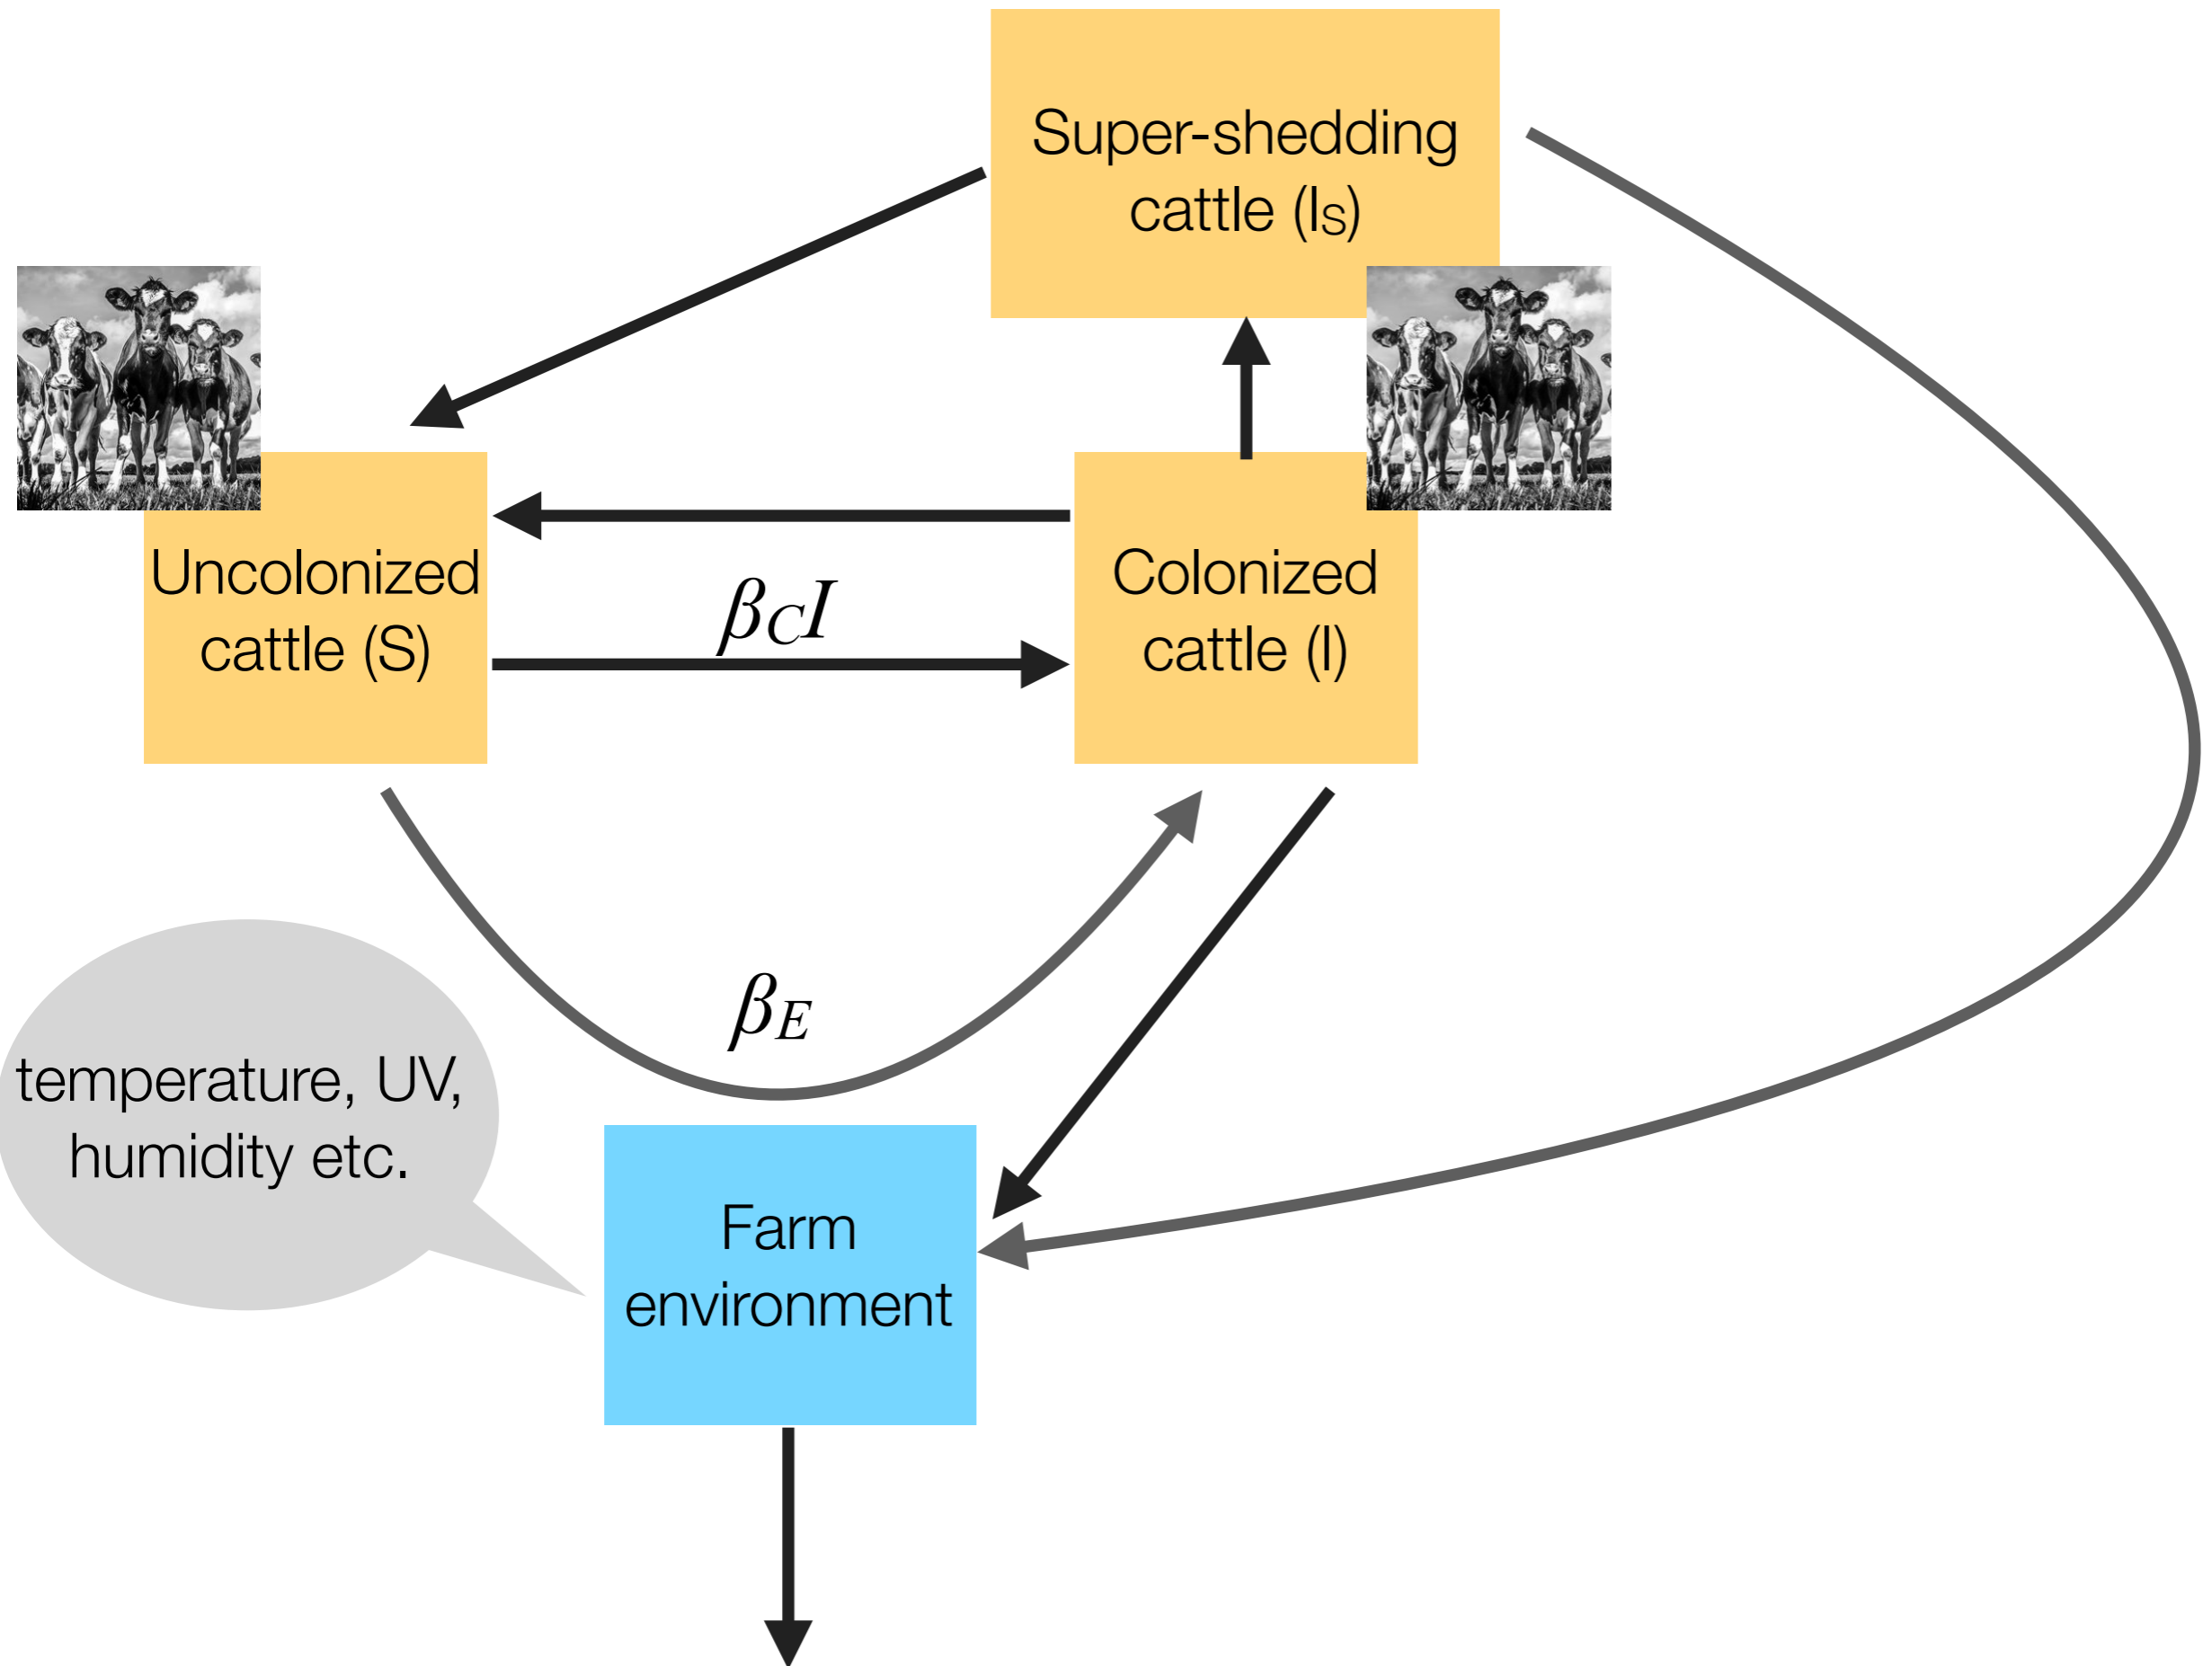 Super-shedding
cattle (Is)
Uncolonized
cattle (S)
βCI
Colonized
cattle (I)
βE
temperature, UV,
humidity etc.
Farm
environment